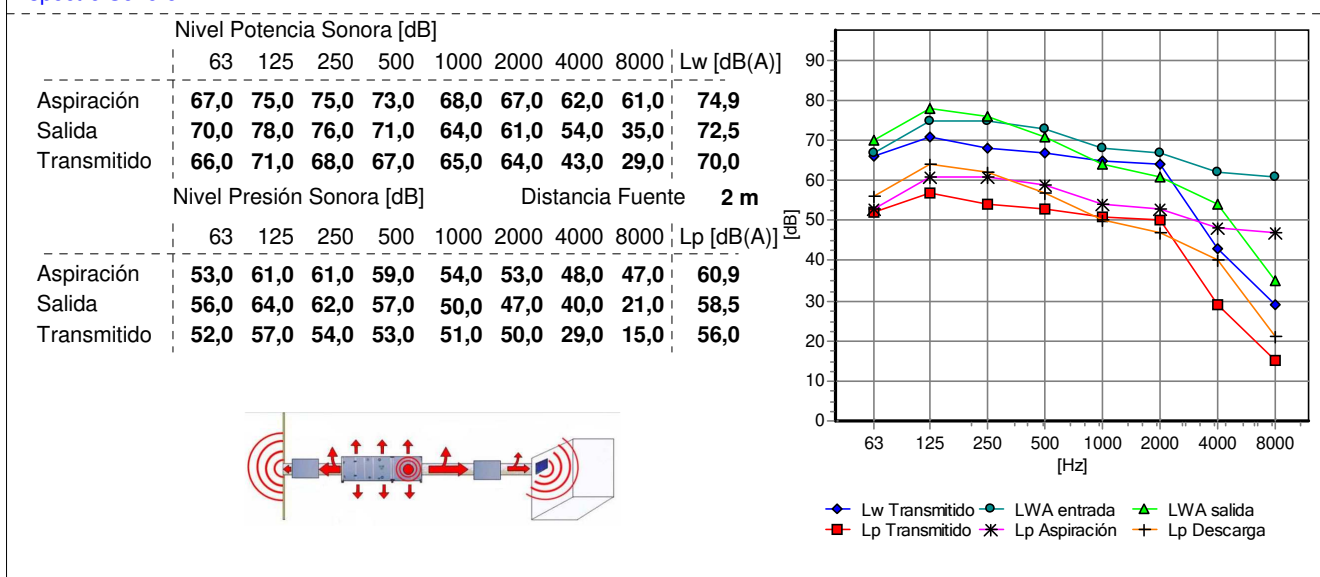 Nivel Potencia Sonora [dB]
63 125 250 500 1000 2000 4000 8000 Lw [dB(A)]
Aspiración 67,0 75,0 75,0 73,0 68,0 67,0 62,0 61,0 74,9
Salida 70,0 78,0 76,0 71,0 64,0 61,0 54,0 35,0 72,5
Transmitido 66,0 71,0 68,0 67,0 65,0 64,0 43,0 29,0 70,0
Nivel Presión Sonora [dB] Distancia Fuente 2 m
63 125 250 500 1000 2000 4000 8000 Lp [dB(A)]
Aspiración 53,0 61,0 61,0 59,0 54,0 53,0 48,0 47,0 60,9
Salida 56,0 64,0 62,0 57,0 50,0 47,0 40,0 21,0 58,5
Transmitido 52,0 57,0 54,0 53,0 51,0 50,0 29,0 15,0 56,0
90
80
70
60
50
40
30
20
10
0
[dB]
63 125 250 500 1000 2000 4000 8000
[Hz]
Lw Transmitido LWA entrada LWA salida
Lp Transmitido Lp Aspiración Lp Descarga